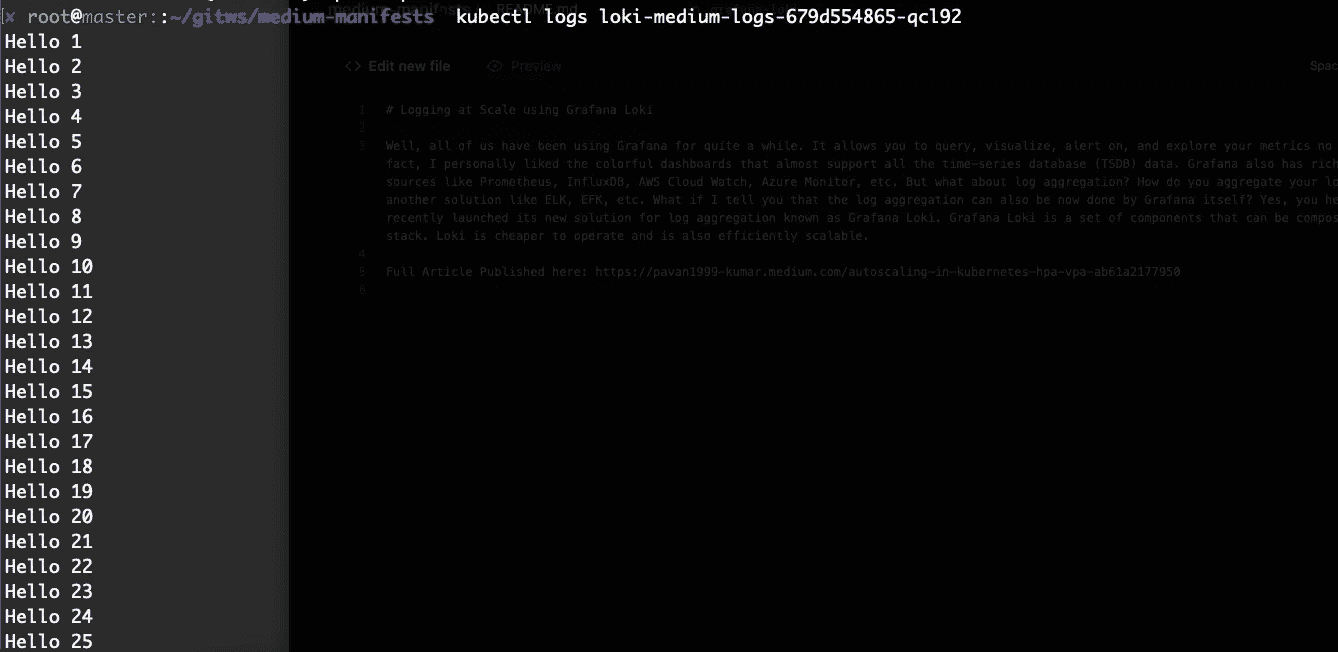 root@master::~/gitws/medium-manifests kubectl logs loki-medium-logs-679d554865-qcl92
Hello 1
Hello 2
Hello 3
Hello 4
Hello 5
Hello 6
Hello 7
Hello 8
Hello 9
Hello 10
Hello 11
Hello 12
Hello 13
Hello 14
Hello 15
Hello 16
Hello 17
Hello 18
Hello 19
Hello 20
Hello 21
Hello 22
Hello 23
Hello 24
Hello 25
medium-manifests README.md
<> Edit new file Preview Spac
1 # Logging at Scale using Grafana Loki
2
3 Well, all of us have been using Grafana for quite a while. It allows you to query, visualize, alert on, and explore your metrics no
fact, I personally liked the colorful dashboards that almost support all the time-series database (TSDB) data. Grafana also has rich
sources like Prometheus, InfluxDB, AWS Cloud Watch, Azure Monitor, etc. But what about log aggregation? How do you aggregate your lo
another solution like ELK, EFK, etc. What if I tell you that the log aggregation can also be now done by Grafana itself? Yes, you he
recently launched its new solution for log aggregation known as Grafana Loki. Grafana Loki is a set of components that can be compos
stack. Loki is cheaper to operate and is also efficiently scalable.
4
5 Full Article Published here: https://pavan1999-kumar.medium.com/autoscaling-in-kubernetes-hpa-vpa-ab61a2177950
6